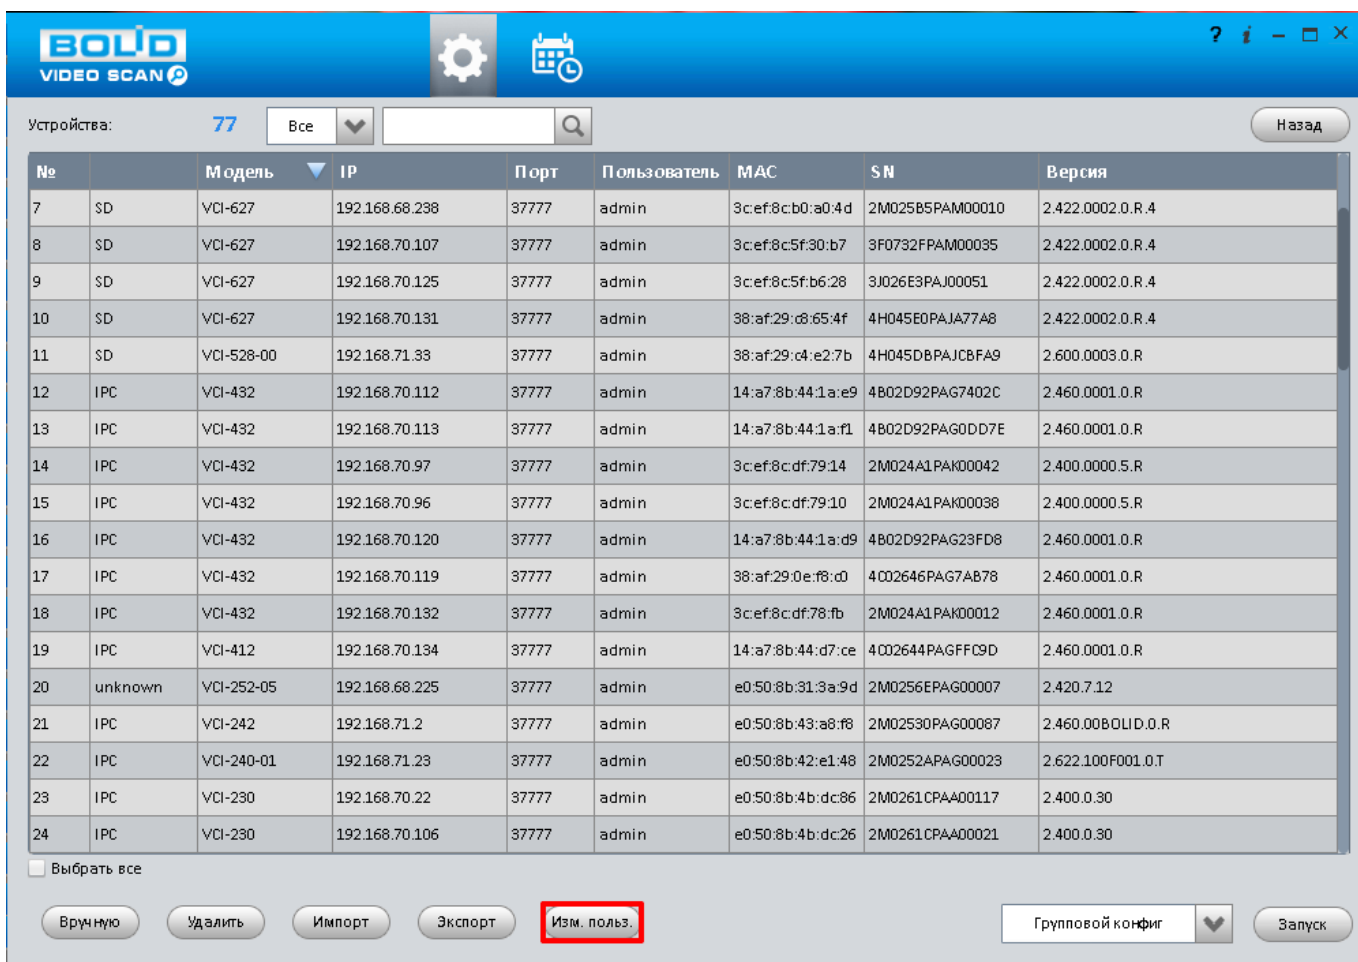 BOLID
VIDEO SCAN
? i
Устройства: 77 Все Назад
№ Модель IP Порт Пользователь MAC SN Версия
7 SD VCI-627 192.168.68.238 37777 admin 3c:ef:8c:b0:a0:4d 2M025B5PAM00010 2.422.0002.0.R.4
8 SD VCI-627 192.168.70.107 37777 admin 3c:ef:8c:5f:30:b7 3F0732FPAM00035 2.422.0002.0.R.4
9 SD VCI-627 192.168.70.125 37777 admin 3c:ef:8c:5f:b6:28 3J026E3PAJ00051 2.422.0002.0.R.4
10 SD VCI-627 192.168.70.131 37777 admin 38:af:29:c8:65:4f 4H045E0PAJA77A8 2.422.0002.0.R.4
11 SD VCI-528-00 192.168.71.33 37777 admin 38:af:29:c4:e2:7b 4H045DBPAJCBFA9 2.600.0003.0.R
12 IPC VCI-432 192.168.70.112 37777 admin 14:a7:8b:44:1a:e9 4B02D92PAG7402C 2.460.0001.0.R
13 IPC VCI-432 192.168.70.113 37777 admin 14:a7:8b:44:1a:f1 4B02D92PAG0DD7E 2.460.0001.0.R
14 IPC VCI-432 192.168.70.97 37777 admin 3c:ef:8c:df:79:14 2M024A1PAK00042 2.400.0000.5.R
15 IPC VCI-432 192.168.70.96 37777 admin 3c:ef:8c:df:79:10 2M024A1PAK00038 2.400.0000.5.R
16 IPC VCI-432 192.168.70.120 37777 admin 14:a7:8b:44:1a:d9 4B02D92PAG23FD8 2.460.0001.0.R
17 IPC VCI-432 192.168.70.119 37777 admin 38:af:29:0e:f8:c0 4C02646PAG7AB78 2.460.0001.0.R
18 IPC VCI-432 192.168.70.132 37777 admin 3c:ef:8c:df:78:fb 2M024A1PAK00012 2.460.0001.0.R
19 IPC VCI-412 192.168.70.134 37777 admin 14:a7:8b:44:d7:ce 4C02644PAGFFC9D 2.460.0001.0.R
20 unknown VCI-252-05 192.168.68.225 37777 admin e0:50:8b:31:3a:9d 2M0256EPAG00007 2.420.7.12
21 IPC VCI-242 192.168.71.2 37777 admin e0:50:8b:43:a8:f8 2M02530PAG00087 2.460.00BOLID.0.R
22 IPC VCI-240-01 192.168.71.23 37777 admin e0:50:8b:42:e1:48 2M0252APAG00023 2.622.100F001.0.T
23 IPC VCI-230 192.168.70.22 37777 admin e0:50:8b:4b:dc:86 2M0261CPAA00117 2.400.0.30
24 IPC VCI-230 192.168.70.106 37777 admin e0:50:8b:4b:dc:26 2M0261CPAA00021 2.400.0.30
Выбрать все
Вручную Удалить Импорт Экспорт Изм. польз. Групповой конфиг Запуск